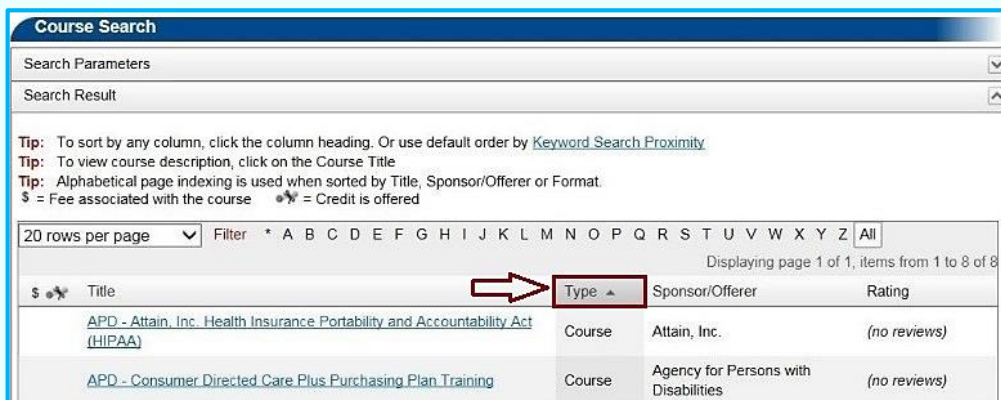 Course Search
Search Parameters
Search Result
Tip: To sort by any column, click the column heading. Or use default order by Keyword Search Proximity
Tip: To view course description, click on the Course Title
Tip: Alphabetical page indexing is used when sorted by Title, Sponsor/Offerer or Format.
$ = Fee associated with the course = Credit is offered
20 rows per page Filter * A B C D E F G H I J K L M N O P Q R S T U V W X Y Z All
Displaying page 1 of 1, items from 1 to 8 of 8
$ Title Type Sponsor/Offerer Rating
APD - Attain, Inc. Health Insurance Portability and Accountability Act
(HIPAA) Course Attain, Inc. (no reviews)
APD - Consumer Directed Care Plus Purchasing Plan Training Course Agency for Persons with
Disabilities (no reviews)